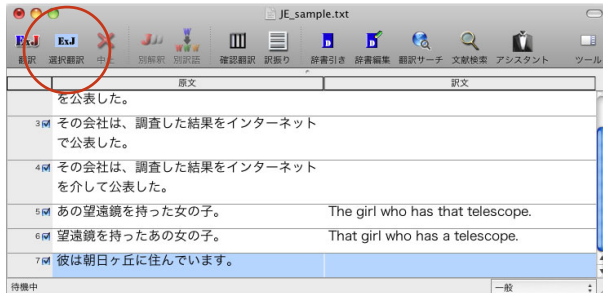 JE_sample.txt
ExJ ExJ
翻訳 選択翻訳 中止 別解釈 別訳語 確認翻訳 訳振り 辞書引き 辞書編集 翻訳サーチ 文献検索 アシスタント ツール
原文 訳文
を公表した。
3 その会社は、調査した結果をインターネット
で公表した。
4 その会社は、調査した結果をインターネット
を介して公表した。
5 あの望遠鏡を持った女の子。 The girl who has that telescope.
6 望遠鏡を持ったあの女の子。 That girl who has a telescope.
7 彼は朝日ヶ丘に住んでいます。
待機中 一般